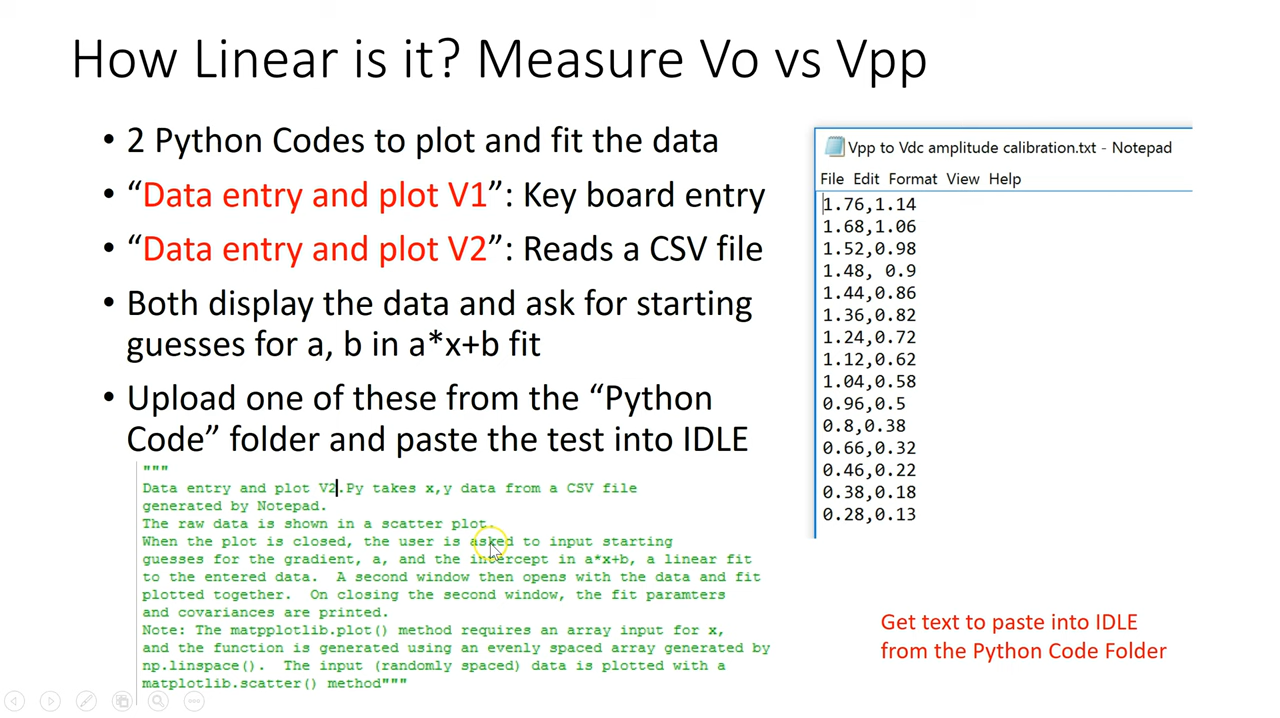 How Linear is it? Measure Vo vs Vpp
• 2 Python Codes to plot and fit the data
• “Data entry and plot V1”: Key board entry
• “Data entry and plot V2”: Reads a CSV file
• Both display the data and ask for starting
guesses for a, b in a*x+b fit
• Upload one of these from the “Python
Code” folder and paste the test into IDLE
"""
Data entry and plot V2.Py takes x,y data from a CSV file
generated by Notepad.
The raw data is shown in a scatter plot.
When the plot is closed, the user is asked to input starting
guesses for the gradient, a, and the intercept in a*x+b, a linear fit
to the entered data.  A second window then opens with the data and fit
plotted together.  On closing the second window, the fit paramters
and covariances are printed.
Note: The matpplotlib.plot() method requires an array input for x,
and the function is generated using an evenly spaced array generated by
np.linspace().  The input (randomly spaced) data is plotted with a
matplotlib.scatter() method"""
Vpp to Vdc amplitude calibration.txt - Notepad
File Edit Format View Help
1.76,1.14
1.68,1.06
1.52,0.98
1.48, 0.9
1.44,0.86
1.36,0.82
1.24,0.72
1.12,0.62
1.04,0.58
0.96,0.5
0.8,0.38
0.66,0.32
0.46,0.22
0.38,0.18
0.28,0.13
Get text to paste into IDLE
from the Python Code Folder